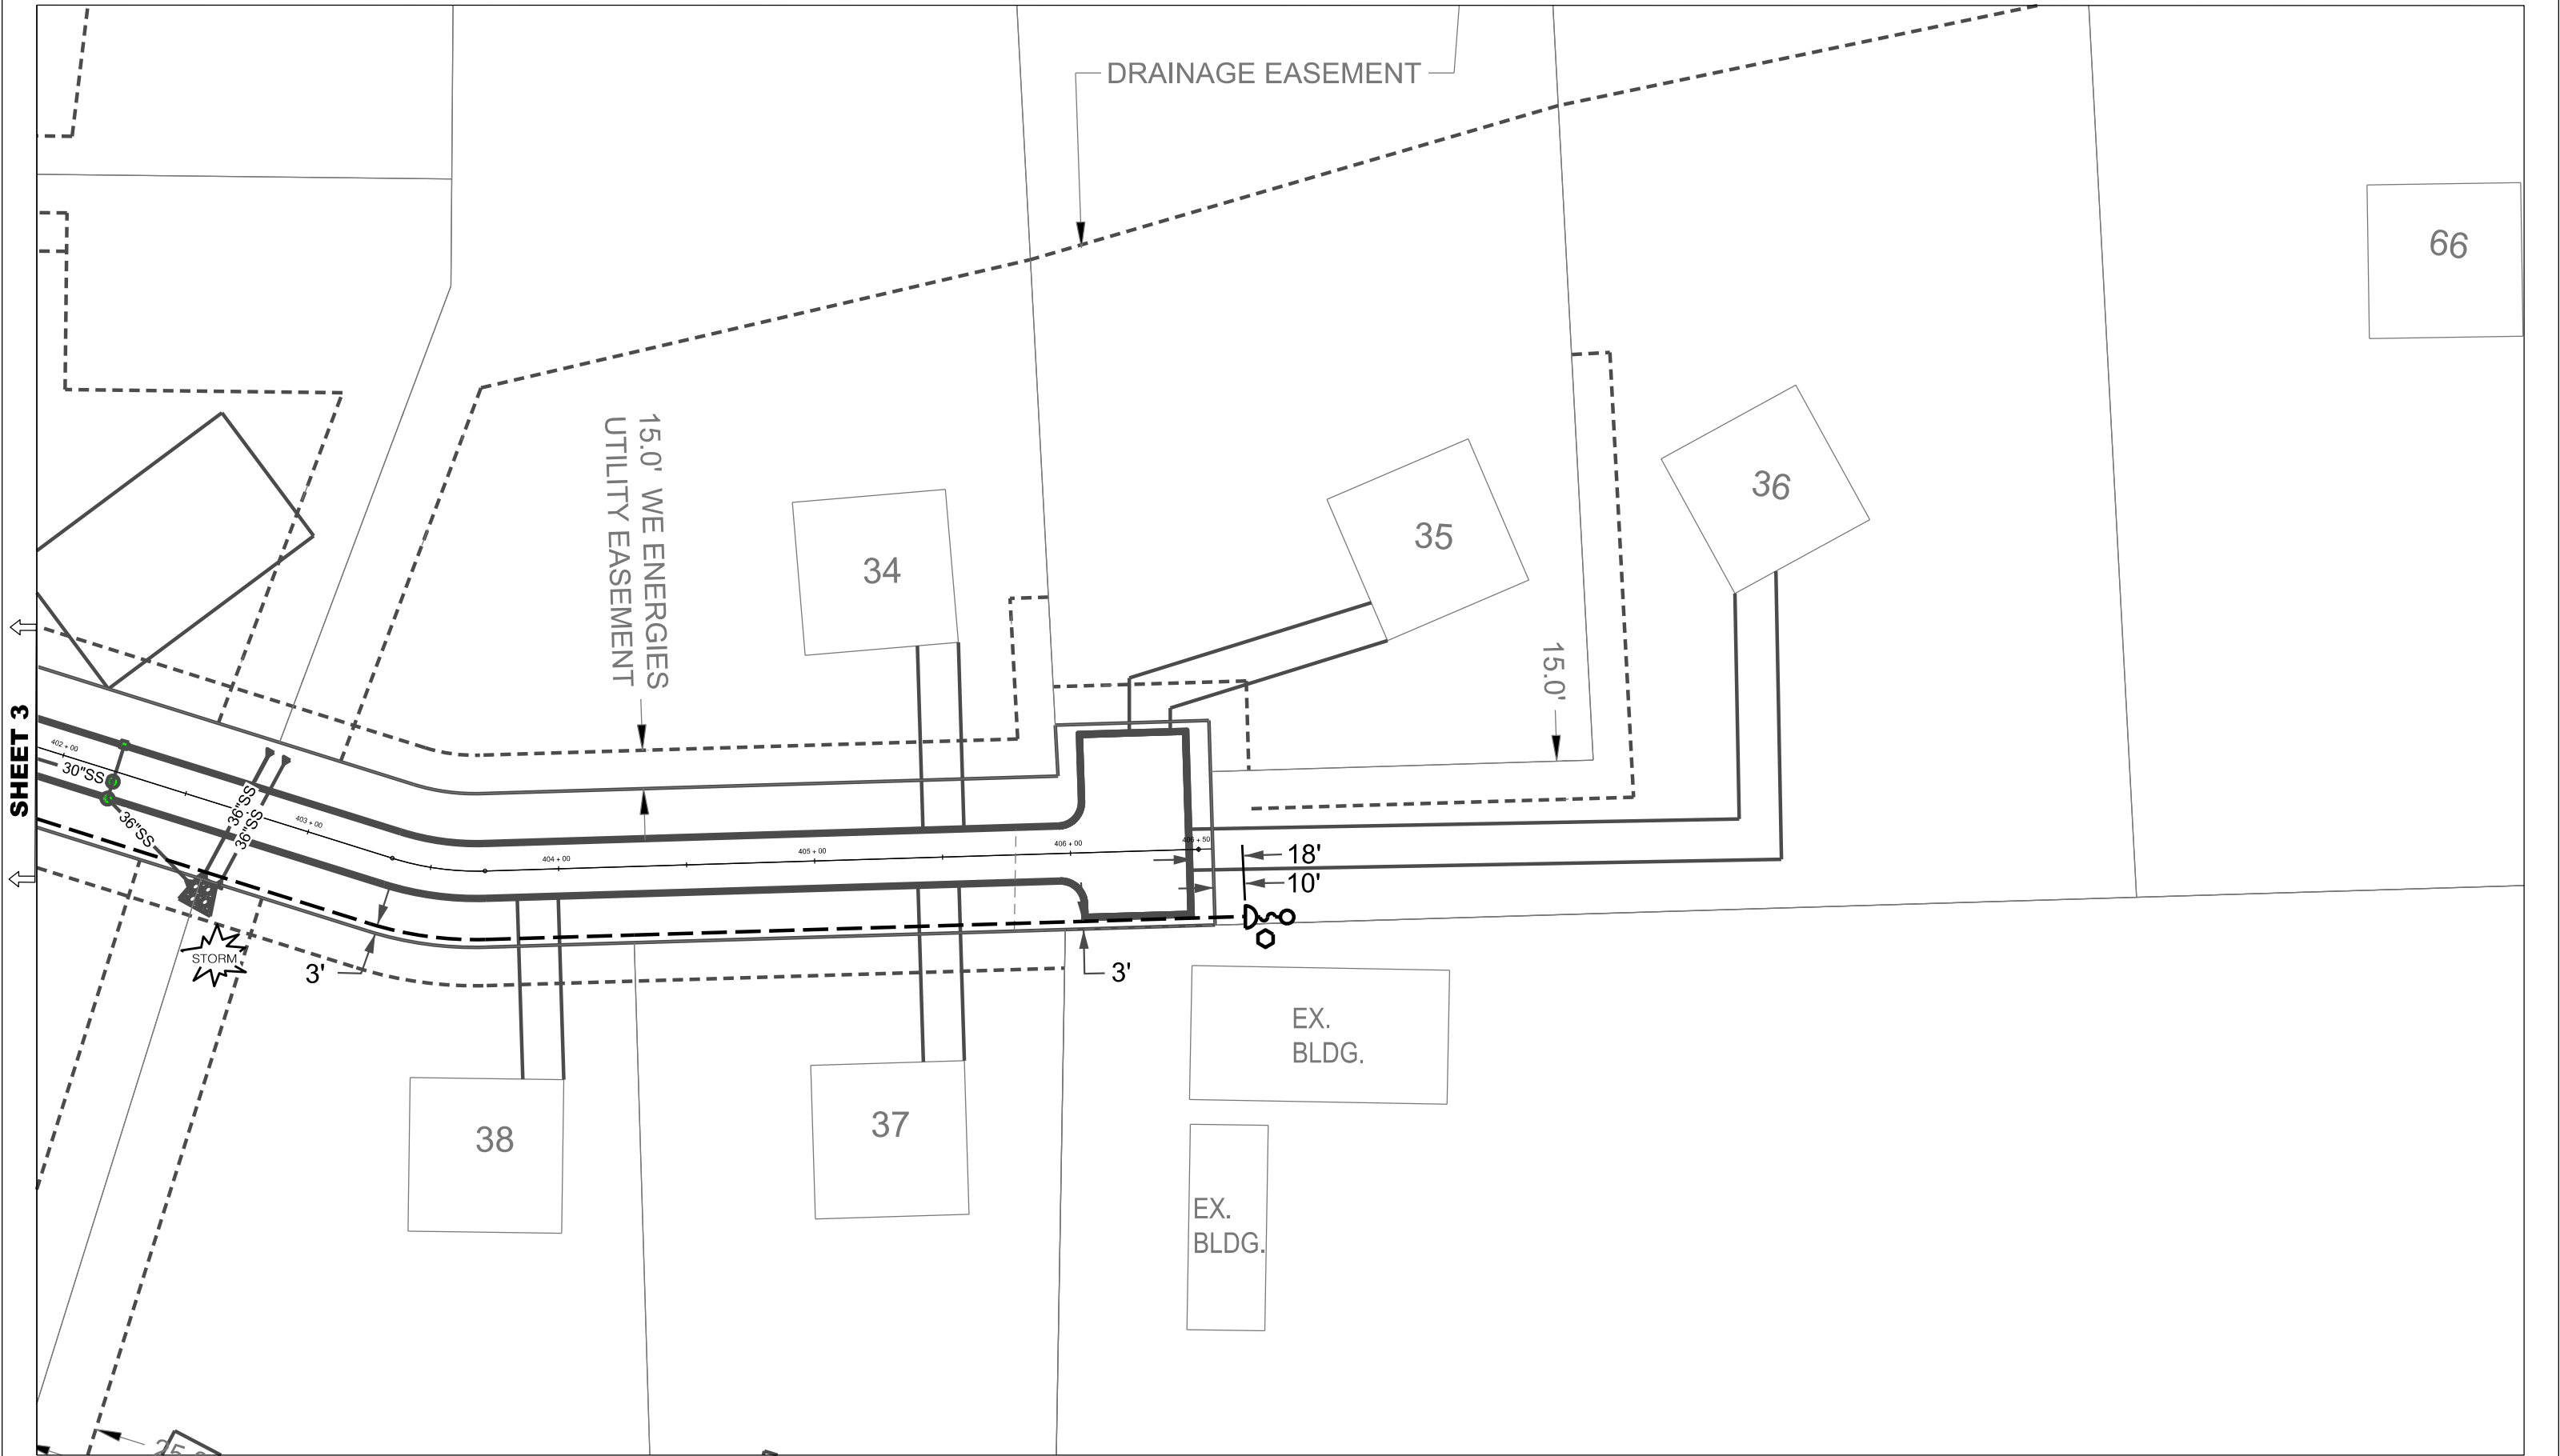 DRAINAGE EASEMENT
66
36
35
34
15.0' WE ENERGIES
UTILITY EASEMENT
15.0'
SHEET 3
402 + 00
30"SS
36"SS
36"SS
36"SS
403 + 00
404 + 00
405 + 00
406 + 00
406 + 50
18'
10'
STORM
3'
3'
EX.
BLDG.
38
37
EX.
BLDG.